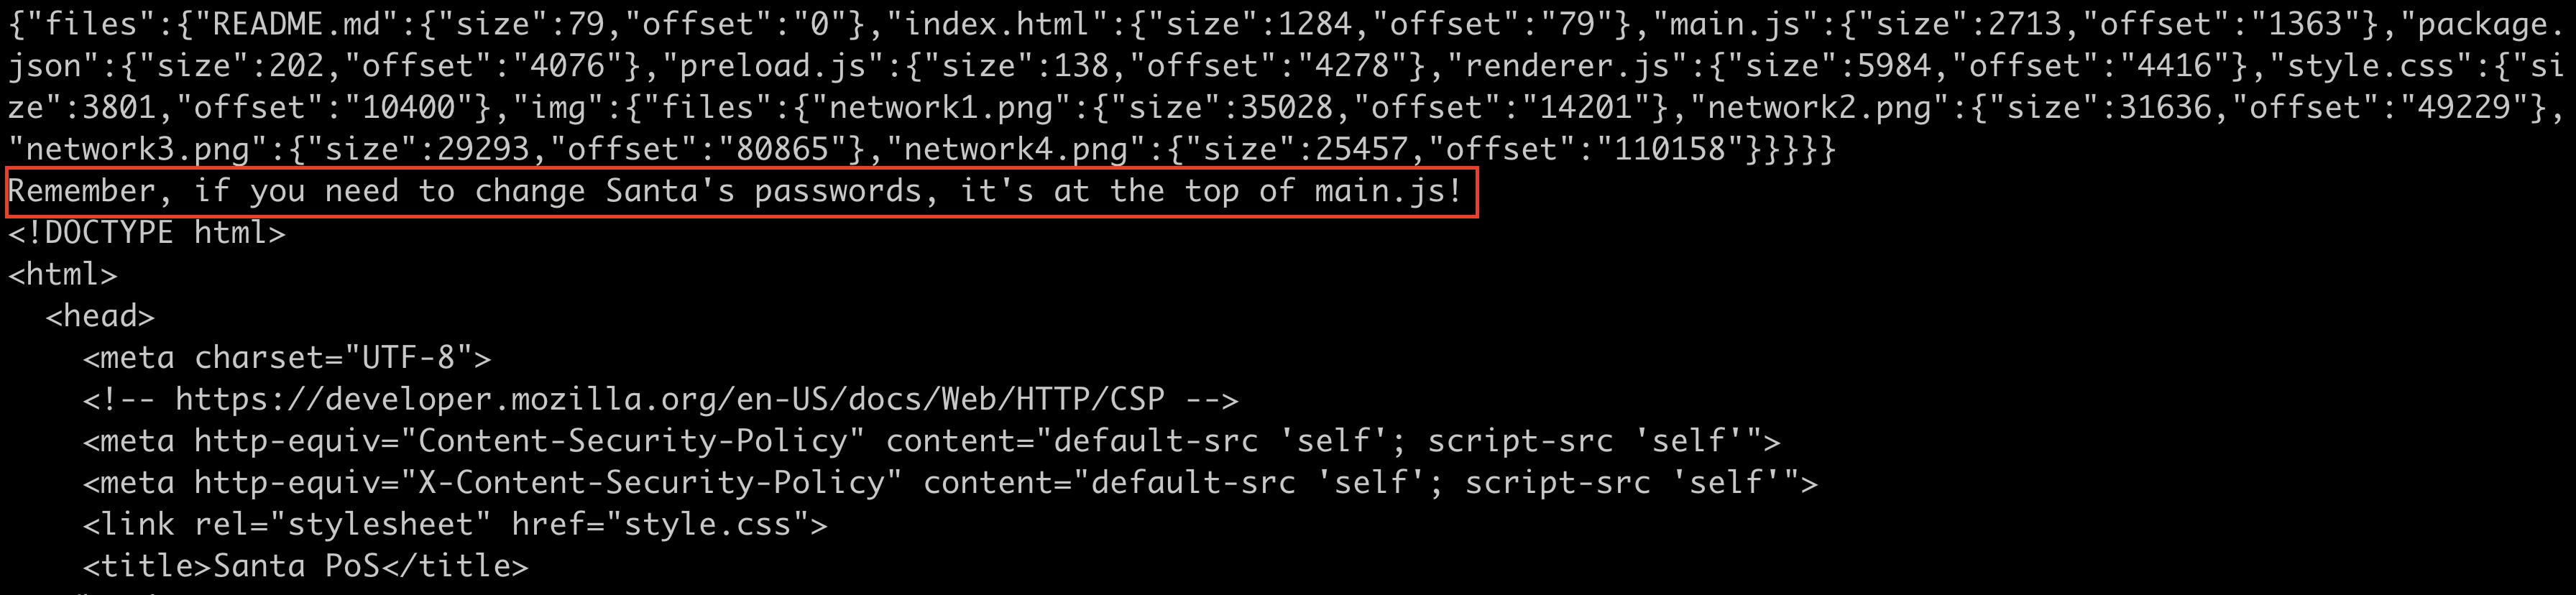 {"files":{"README.md":{"size":79,"offset":"0"},"index.html":{"size":1284,"offset":"79"},"main.js":{"size":2713,"offset":"1363"},"package.
json":{"size":202,"offset":"4076"},"preload.js":{"size":138,"offset":"4278"},"renderer.js":{"size":5984,"offset":"4416"},"style.css":{"si
ze":3801,"offset":"10400"},"img":{"files":{"network1.png":{"size":35028,"offset":"14201"},"network2.png":{"size":31636,"offset":"49229"},
"network3.png":{"size":29293,"offset":"80865"},"network4.png":{"size":25457,"offset":"110158"}}}}}
Remember, if you need to change Santa's passwords, it's at the top of main.js!
<!DOCTYPE html>
<html>
  <head>
    <meta charset="UTF-8">
    <!-- https://developer.mozilla.org/en-US/docs/Web/HTTP/CSP -->
    <meta http-equiv="Content-Security-Policy" content="default-src 'self'; script-src 'self'">
    <meta http-equiv="X-Content-Security-Policy" content="default-src 'self'; script-src 'self'">
    <link rel="stylesheet" href="style.css">
    <title>Santa PoS</title>